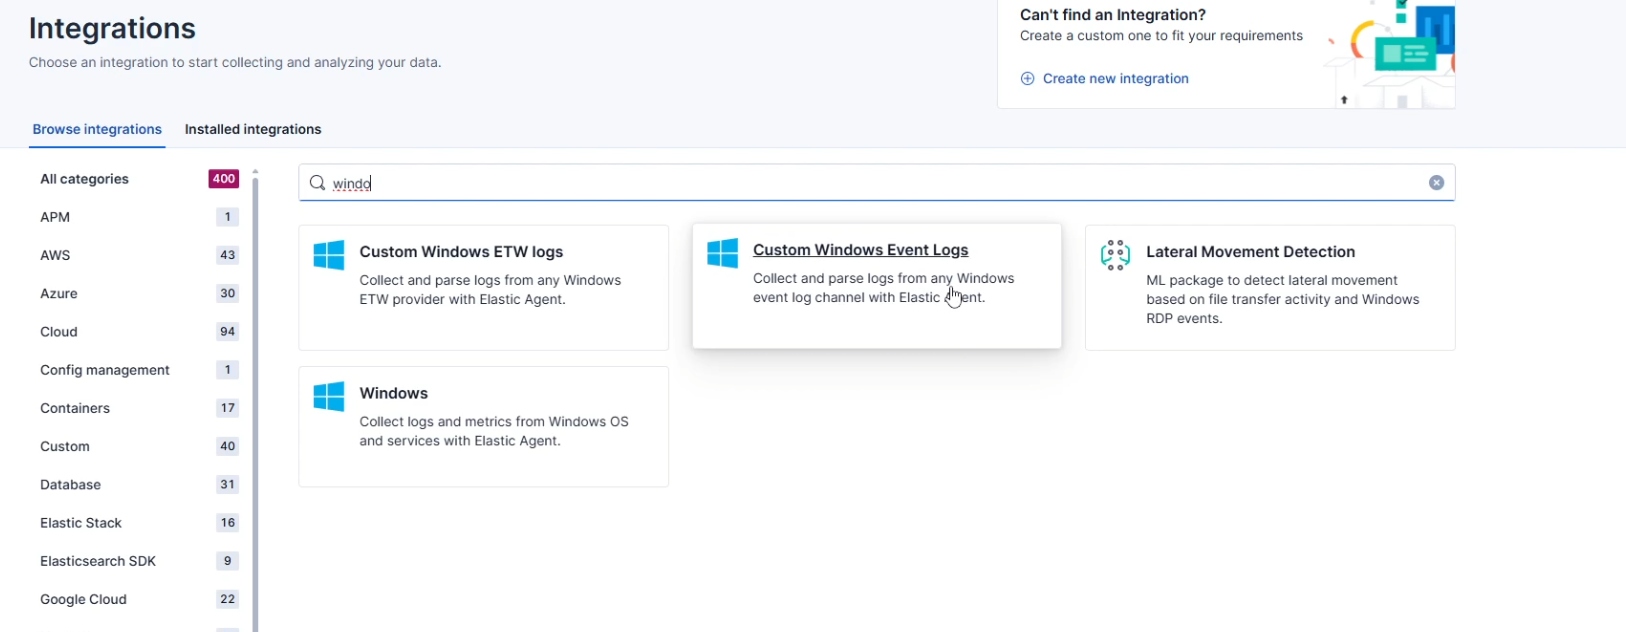 Integrations
Choose an integration to start collecting and analyzing your data.
Can't find an Integration?
Create a custom one to fit your requirements
Create new integration
Browse integrations
Installed integrations
All categories 400
APM 1
AWS 43
Azure 30
Cloud 94
Config management 1
Containers 17
Custom 40
Database 31
Elastic Stack 16
Elasticsearch SDK 9
Google Cloud 22
windo
Custom Windows ETW logs
Collect and parse logs from any Windows
ETW provider with Elastic Agent.
Custom Windows Event Logs
Collect and parse logs from any Windows
event log channel with Elastic Agent.
Lateral Movement Detection
ML package to detect lateral movement
based on file transfer activity and Windows
RDP events.
Windows
Collect logs and metrics from Windows OS
and services with Elastic Agent.